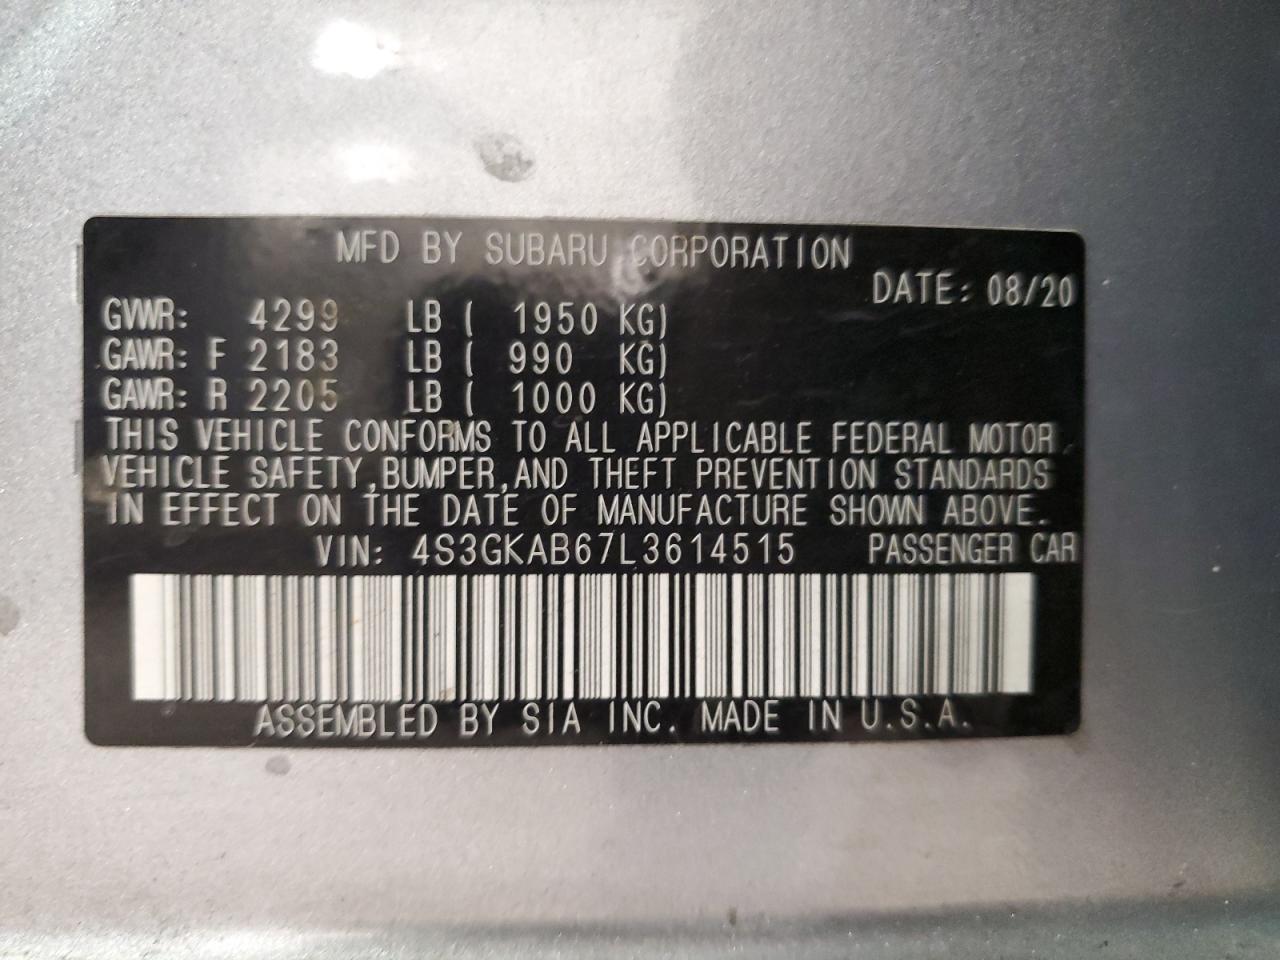 MFD BY SUBARU CORPORATION
DATE: 08/20
GVWR: 4299 LB ( 1950 KG)
GAWR: F 2183 LB ( 990 KG)
GAWR: R 2205 LB ( 1000 KG)
THIS VEHICLE CONFORMS TO ALL APPLICABLE FEDERAL MOTOR
VEHICLE SAFETY,BUMPER,AND THEFT PREVENTION STANDARDS
IN EFFECT ON THE DATE OF MANUFACTURE SHOWN ABOVE.
VIN: 4S3GKAB67L3614515 PASSENGER CAR
ASSEMBLED BY SIA INC. MADE IN U.S.A.